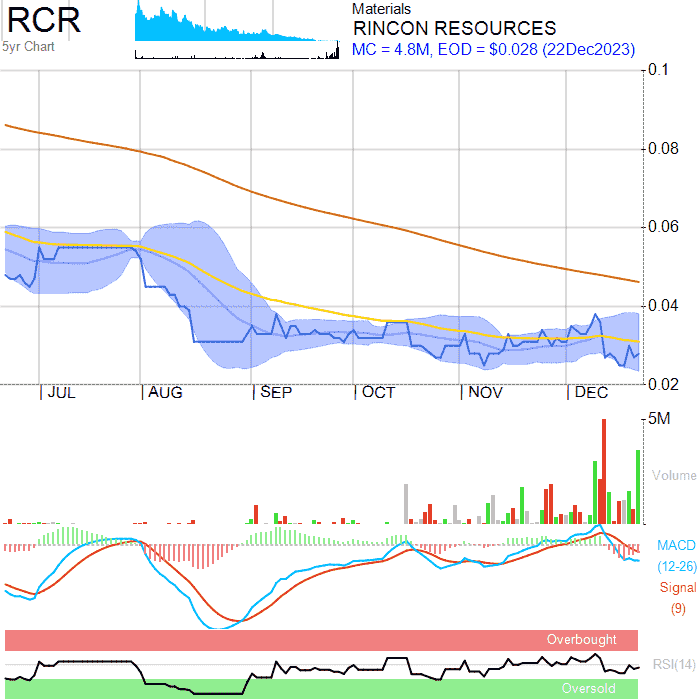 RCR
5yr Chart
Materials
RINCON RESOURCES
MC = 4.8M, EOD = $0.028 (22Dec2023)
0.1
0.08
0.06
0.04
0.02
JUL AUG SEP OCT NOV DEC
5M
Volume
MACD
(12-26)
Signal
(9)
Overbought
RSI(14)
Oversold